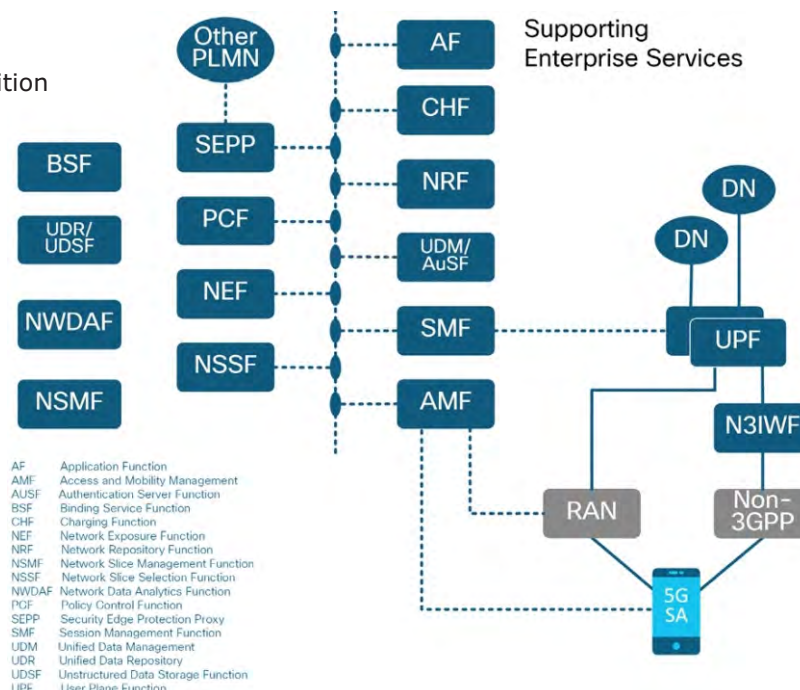 ition
Other
PLMN
AF
Supporting
Enterprise Services
CHF
SEPP
BSF
NRF
DN
PCF
UDR/
UDSF
UDM/
AuSF
DN
NEF
NWDAF
SMF
UPF
NSSF
NSMF
AMF
N3IWF
RAN
Non-
3GPP
5G
SA
AF Application Function
AMF Access and Mobility Management
AUSF Authentication Server Function
BSF Binding Service Function
CHF Charging Function
NEF Network Exposure Function
NRF Network Repository Function
NSMF Network Slice Management Function
NSSF Network Slice Selection Function
NWDAF Network Data Analytics Function
PCF Policy Control Function
SEPP Security Edge Protection Proxy
SMF Session Management Function
UDM Unified Data Management
UDR Unified Data Repository
UDSF Unstructured Data Storage Function
UPF User Plane Function